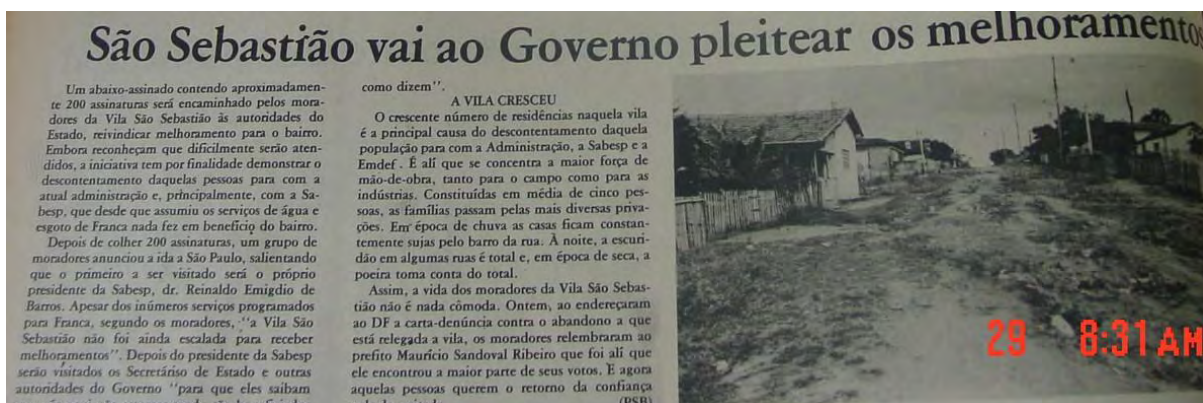 São Sebastião vai ao Governo pleitear os melhoramentos
Um abaixo-assinado contendo aproximadamen-
te 200 assinaturas será encaminhado pelos mora-
dores da Vila São Sebastião às autoridades do
Estado, reivindicar melhoramento para o bairro.
Embora reconheçam que dificilmente serão aten-
didos, a iniciativa tem por finalidade demonstrar o
descontentamento daquelas pessoas para com a
atual administração e, principalmente, com a Sa-
besp, que desde que assumiu os serviços de água e
esgoto de Franca nada fez em benefício do bairro.
Depois de colher 200 assinaturas, um grupo de
moradores anunciou a ida a São Paulo, salientando
que o primeiro a ser visitado será o próprio
presidente da Sabesp, dr. Reinaldo Emigdio de
Barros. Apesar dos inúmeros serviços programados
para Franca, segundo os moradores, "a Vila São
Sebastião não foi ainda escalada para receber
melhoramentos". Depois do presidente da Sabesp
serão visitados os Secretáriso de Estado e outras
autoridades do Governo "para que eles saibam
como dizem".
A VILA CRESCEU
O crescente número de residências naquela vila
é a principal causa do descontentamento daquela
população para com a Administração, a Sabesp e a
Emdef. É ali que se concentra a maior força de
mão-de-obra, tanto para o campo como para as
indústrias. Constituídas em média de cinco pes-
soas, as famílias passam pelas mais diversas priva-
ções. Em época de chuva as casas ficam constan-
temente sujas pelo barro da rua. À noite, a escuri-
dão em algumas ruas é total e, em época de seca, a
poeira toma conta do total.
Assim, a vida dos moradores da Vila São Sebas-
tião não é nada cômoda. Ontem, ao endereçaram
ao DF a carta-denúncia contra o abandono a que
está relegada a vila, os moradores relembraram ao
prefeito Maurício Sandoval Ribeiro que foi ali que
ele encontrou a maior parte de seus votos. E agora
aquelas pessoas querem o retorno da confiança
29 8:31 AM